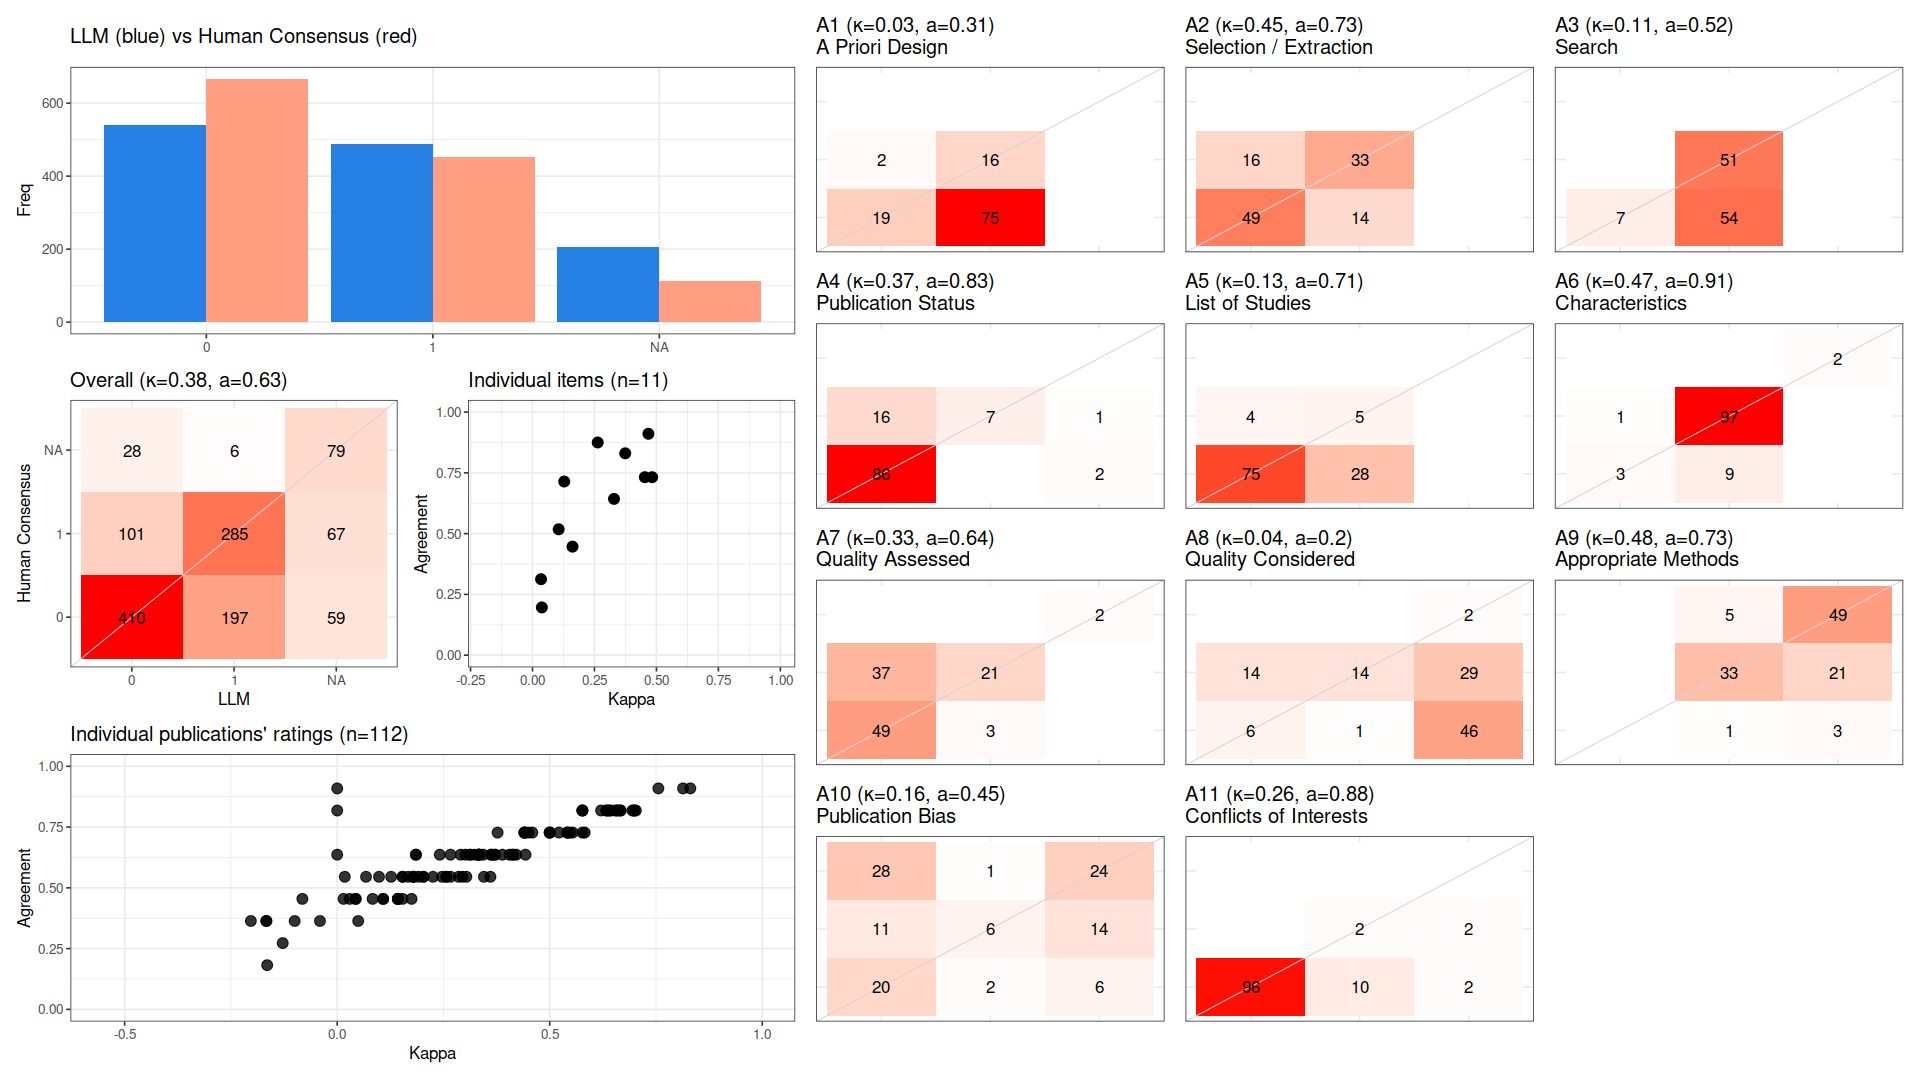 LLM (blue) vs Human Consensus (red)
Freq
600
400
200
0
0 1 NA
Overall (κ=0.38, a=0.63)
Human Consensus
NA 28 6 79
1 101 285 67
0 410 197 59
0 1 NA
LLM
Individual items (n=11)
Agreement
1.00
0.75
0.50
0.25
0.00
-0.25 0.00 0.25 0.50 0.75 1.00
Kappa
Individual publications' ratings (n=112)
Agreement
1.00
0.75
0.50
0.25
0.00
-0.5 0.0 0.5 1.0
Kappa
A1 (κ=0.03, a=0.31)
A Priori Design
2 16
19 75
A2 (κ=0.45, a=0.73)
Selection / Extraction
16 33
49 14
A3 (κ=0.11, a=0.52)
Search
51
7 54
A4 (κ=0.37, a=0.83)
Publication Status
16 7 1
86 2
A5 (κ=0.13, a=0.71)
List of Studies
4 5
75 28
A6 (κ=0.47, a=0.91)
Characteristics
2
1 97
3 9
A7 (κ=0.33, a=0.64)
Quality Assessed
2
37 21
49 3
A8 (κ=0.04, a=0.2)
Quality Considered
2
14 14 29
6 1 46
A9 (κ=0.48, a=0.73)
Appropriate Methods
5 49
33 21
1 3
A10 (κ=0.16, a=0.45)
Publication Bias
28 1 24
11 6 14
20 2 6
A11 (κ=0.26, a=0.88)
Conflicts of Interests
2 2
96 10 2